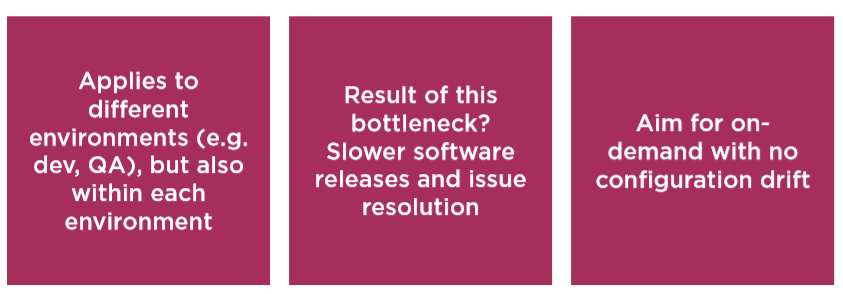 Applies to
different
environments (e.g.
dev, QA), but also
within each
environment
Result of this
bottleneck?
Slower software
releases and issue
resolution
Aim for on-
demand with no
configuration drift